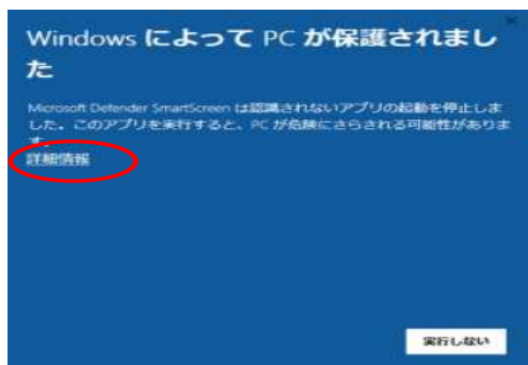 Windows によって PC が保護されまし
た
Microsoft Defender SmartScreen は認識されないアプリの起動を停止しま
した。このアプリを実行すると、PC が危険にさらされる可能性がありま
す。
詳細情報
実行しない